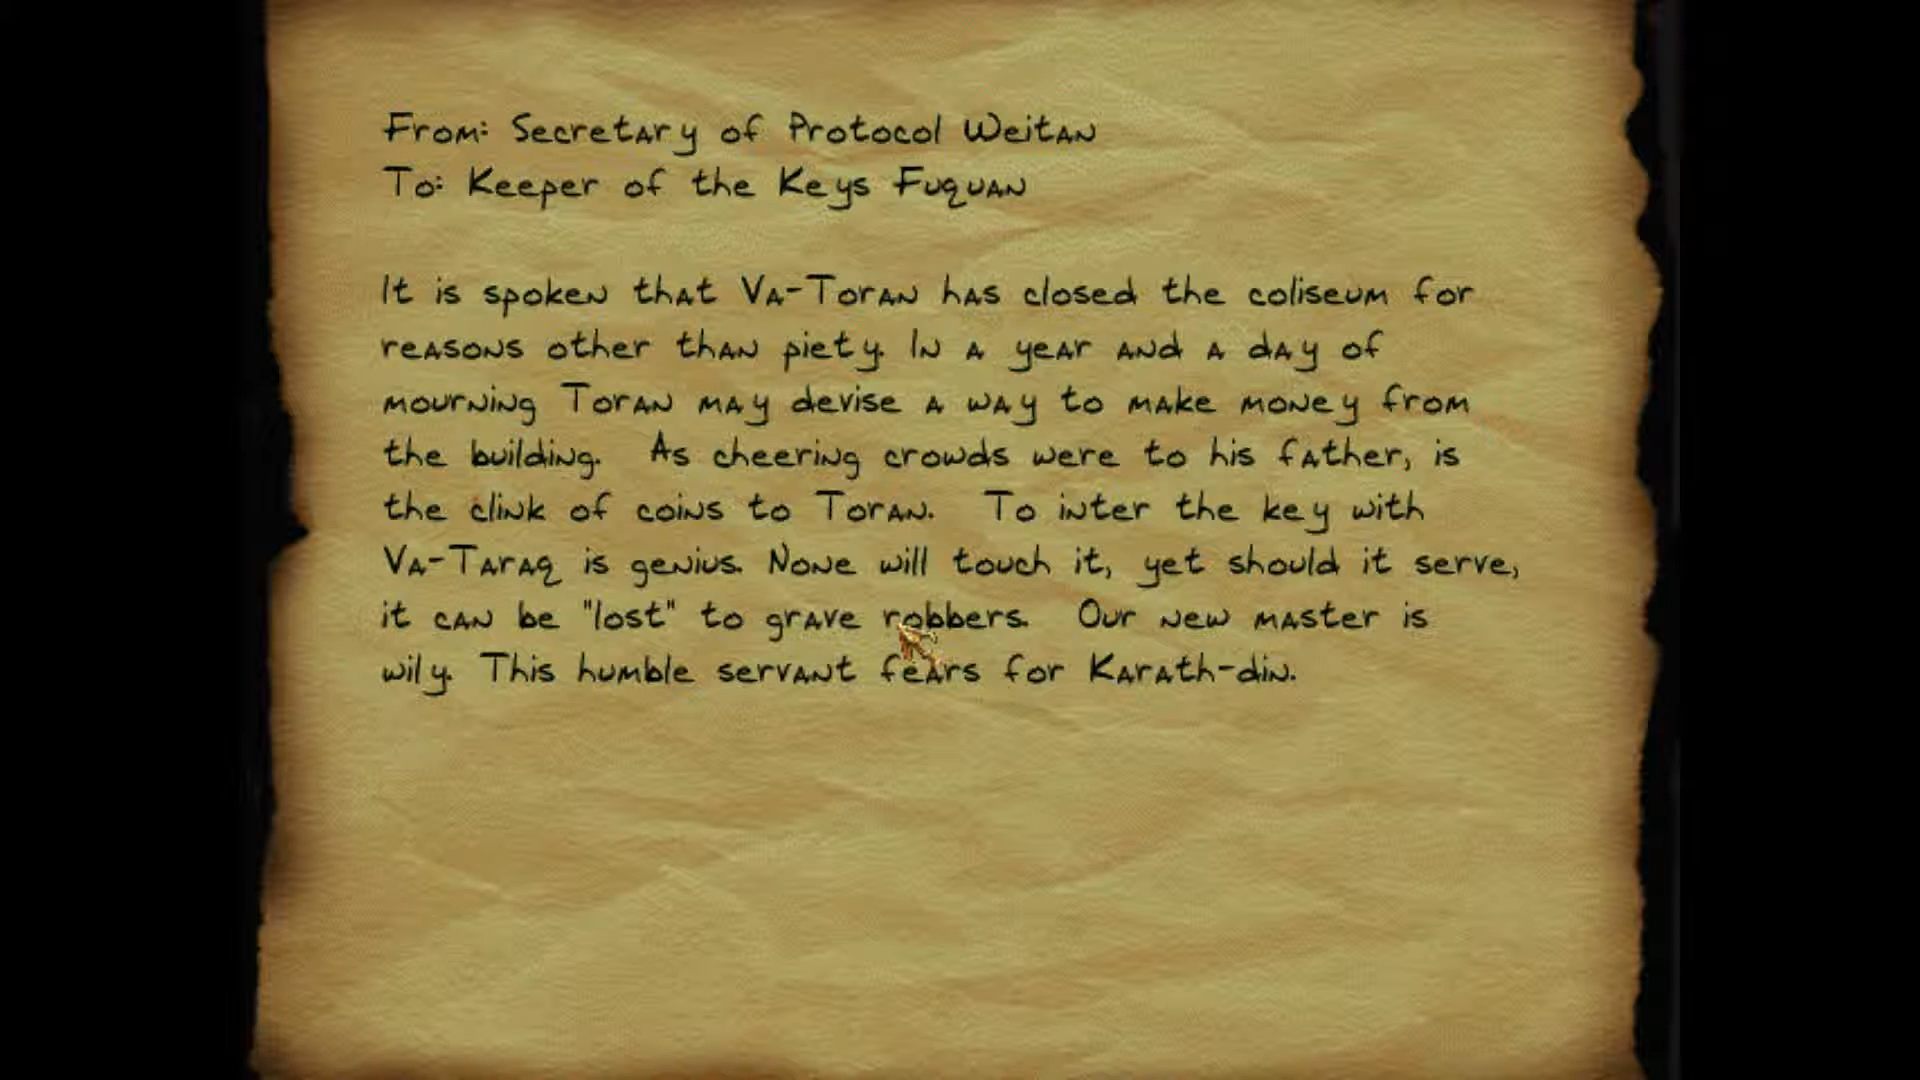 From: Secretary of Protocol Weitan
To: Keeper of the Keys Fuquan
It is spoken that Va-Toran has closed the coliseum for
reasons other than piety. In a year and a day of
mourning Toran may devise a way to make money from
the building. As cheering crowds were to his father, is
the clink of coins to Toran. To inter the key with
Va-Taraq is genius. None will touch it, yet should it serve,
it can be "lost" to grave robbers. Our new master is
wily. This humble servant fears for Karath-din.